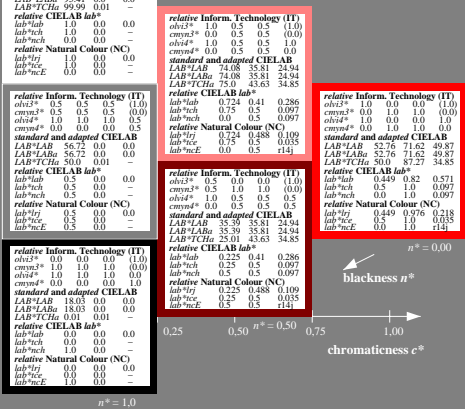 LAB*TCHa 99.99 0.01 –
relative CIELAB lab*
lab*lab 1.0 0.0 0.0
lab*tch 1.0 0.0 –
lab*nch 0.0 0.0 –
relative Natural Colour (NC)
lab*lrj 1.0 0.0 0.0
lab*tce 1.0 0.0 –
lab*ncE 0.0 0.0 –
relative Inform. Technology (IT)
olvi3* 1.0 0.5 0.5 (1.0)
cmyn3* 0.0 0.5 0.5 (0.0)
olvi4* 1.0 0.5 0.5 1.0
cmyn4* 0.0 0.5 0.5 0.0
standard and adapted CIELAB
LAB*LAB 74.08 35.81 24.94
LAB*LABa 74.08 35.81 24.94
LAB*TCHa 75.0 43.63 34.85
relative CIELAB lab*
lab*lab 0.724 0.41 0.286
lab*tch 0.75 0.5 0.097
lab*nch 0.0 0.5 0.097
relative Natural Colour (NC)
lab*lrj 0.724 0.488 0.109
lab*tce 0.75 0.5 0.035
lab*ncE 0.0 0.5 r14j
relative Inform. Technology (IT)
olvi3* 0.5 0.5 0.5 (1.0)
cmyn3* 0.5 0.5 0.5 (0.0)
olvi4* 1.0 1.0 1.0 0.5
cmyn4* 0.0 0.0 0.0 0.5
standard and adapted CIELAB
LAB*LAB 56.72 0.0 0.0
LAB*LABa 56.72 0.0 0.0
LAB*TCHa 50.0 0.01 –
relative CIELAB lab*
lab*lab 0.5 0.0 0.0
lab*tch 0.5 0.0 –
lab*nch 0.5 0.0 –
relative Natural Colour (NC)
lab*lrj 0.5 0.0 0.0
lab*tce 0.5 0.0 –
lab*ncE 0.5 0.0 –
relative Inform. Technology (IT)
olvi3* 1.0 0.0 0.0 (1.0)
cmyn3* 0.0 1.0 1.0 (0.0)
olvi4* 1.0 0.0 0.0 1.0
cmyn4* 0.0 1.0 1.0 0.0
standard and adapted CIELAB
LAB*LAB 52.76 71.62 49.87
LAB*LABa 52.76 71.62 49.87
LAB*TCHa 50.0 87.27 34.85
relative CIELAB lab*
lab*lab 0.449 0.82 0.571
lab*tch 0.5 1.0 0.097
lab*nch 0.0 1.0 0.097
relative Natural Colour (NC)
lab*lrj 0.449 0.976 0.218
lab*tce 0.5 1.0 0.035
lab*ncE 0.0 1.0 r14j
relative Inform. Technology (IT)
olvi3* 0.5 0.0 0.0 (1.0)
cmyn3* 0.5 1.0 1.0 (0.0)
olvi4* 1.0 0.5 0.5 0.5
cmyn4* 0.0 0.5 0.5 0.5
standard and adapted CIELAB
LAB*LAB 35.39 35.81 24.94
LAB*LABa 35.39 35.81 24.94
LAB*TCHa 25.01 43.63 34.85
relative CIELAB lab*
lab*lab 0.225 0.41 0.286
lab*tch 0.25 0.5 0.097
lab*nch 0.5 0.5 0.097
relative Natural Colour (NC)
lab*lrj 0.225 0.488 0.109
lab*tce 0.25 0.5 0.035
lab*ncE 0.5 0.5 r14j
relative Inform. Technology (IT)
olvi3* 0.0 0.0 0.0 (1.0)
cmyn3* 1.0 1.0 1.0 (0.0)
olvi4* 1.0 1.0 1.0 0.0
cmyn4* 0.0 0.0 0.0 1.0
standard and adapted CIELAB
LAB*LAB 18.03 0.0 0.0
LAB*LABa 18.03 0.0 0.0
LAB*TCHa 0.01 0.01 –
relative CIELAB lab*
lab*lab 0.0 0.0 0.0
lab*tch 0.0 0.0 –
lab*nch 1.0 0.0 –
relative Natural Colour (NC)
lab*lrj 0.0 0.0 0.0
lab*tce 0.0 0.0 –
lab*ncE 1.0 0.0 –
n* = 0,00
blackness n*
0,25 0,50 n* = 0,50 0,75 1,00
chromaticness c*
n* = 1,0